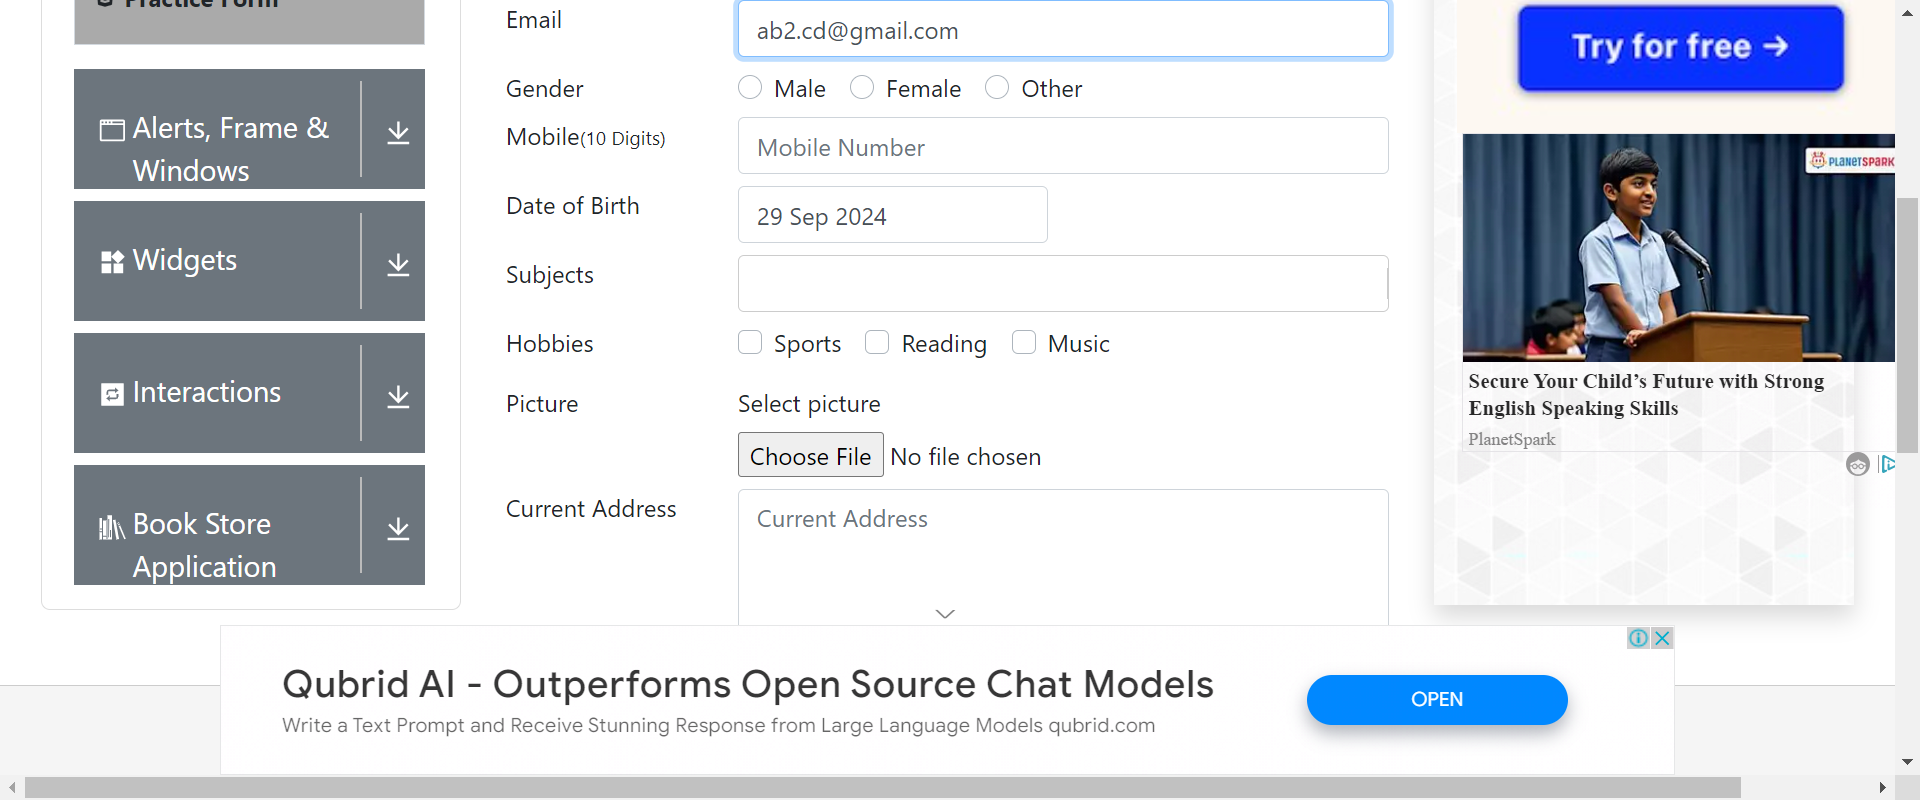 Practice Form
Alerts, Frame &
Windows
Widgets
Interactions
Book Store
Application
Email
ab2.cd@gmail.com
Gender
Male
Female
Other
Mobile(10 Digits)
Mobile Number
Date of Birth
29 Sep 2024
Subjects
Hobbies
Sports
Reading
Music
Picture
Select picture
Choose File
No file chosen
Current Address
Current Address
Try for free →
PLANETSPARK
Secure Your Child’s Future with Strong
English Speaking Skills
PlanetSpark
Qubrid AI - Outperforms Open Source Chat Models
Write a Text Prompt and Receive Stunning Response from Large Language Models qubrid.com
OPEN